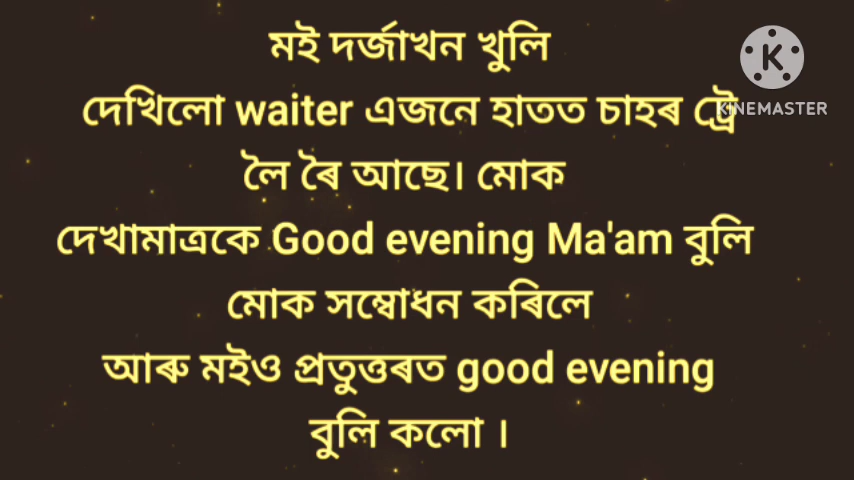 মই দৰ্জাখন খুলি
দেখিলো waiter এজনে হাতত চাহৰ ট্ৰে
লৈ ৰৈ আছে। মোক
দেখামাত্রকে Good evening Ma'am বুলি
মোক সম্বোধন কৰিলে
আৰু মইও প্ৰত্যুত্তৰত good evening
বুলি কলো ।
KINEMASTER